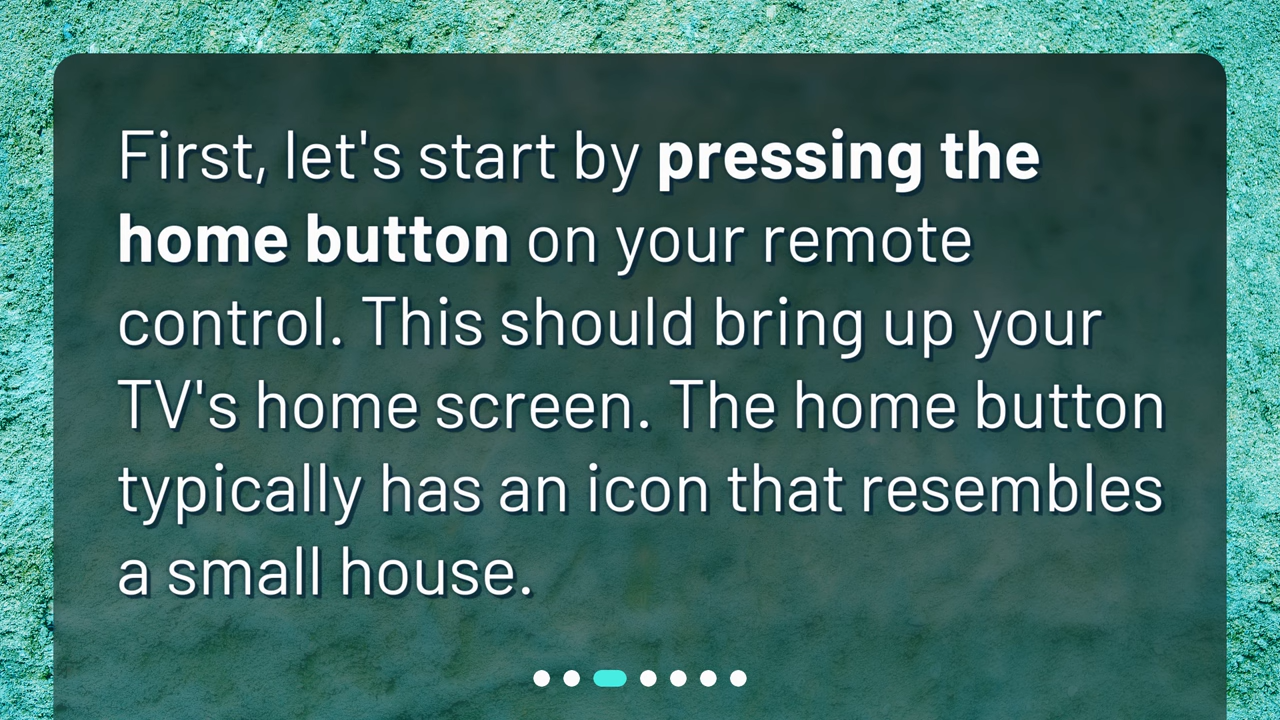 First, let's start by pressing the
home button on your remote
control. This should bring up your
TV's home screen. The home button
typically has an icon that resembles
a small house.